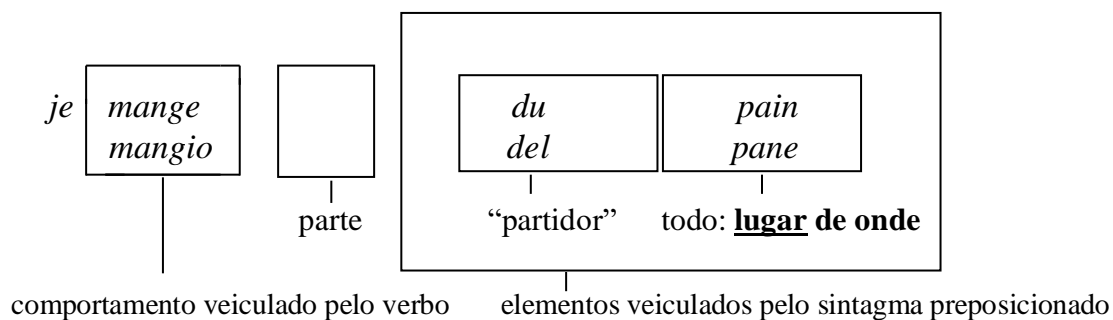 je mange du pain
mangio del pane
parte “partidor” todo: lugar de onde
comportamento veiculado pelo verbo elementos veiculados pelo sintagma preposicionado